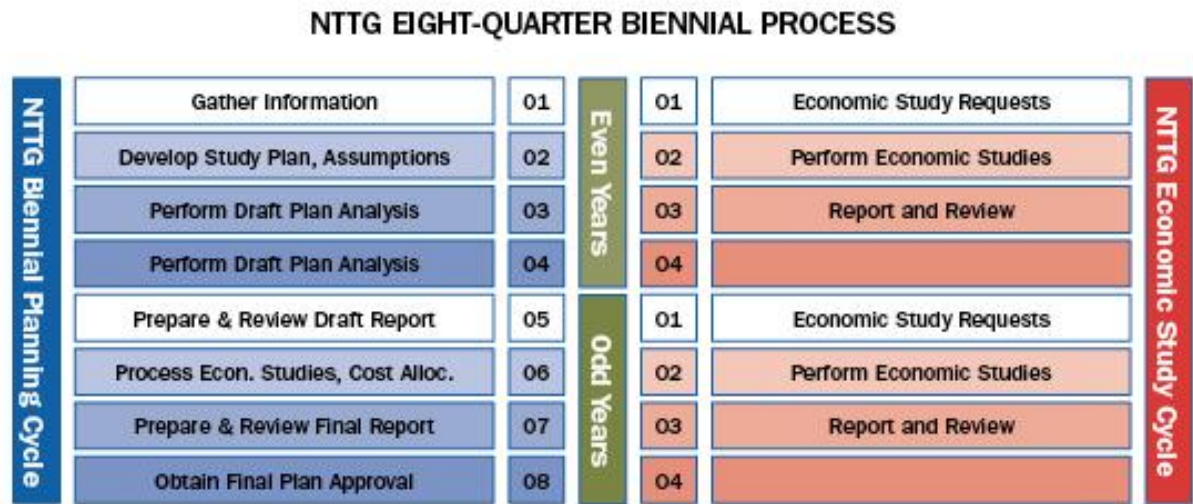 NTTG EIGHT-QUARTER BIENNIAL PROCESS
NTTG Biennial Planning Cycle
Gather Information 01 Even Years 01 Economic Study Requests
Develop Study Plan, Assumptions 02 02 Perform Economic Studies
Perform Draft Plan Analysis 03 03 Report and Review
Perform Draft Plan Analysis 04 04
Prepare & Review Draft Report 05 Odd Years 01 Economic Study Requests
Process Econ. Studies, Cost Alloc. 06 02 Perform Economic Studies
Prepare & Review Final Report 07 03 Report and Review
Obtain Final Plan Approval 08 04
NTTG Economic Study Cycle